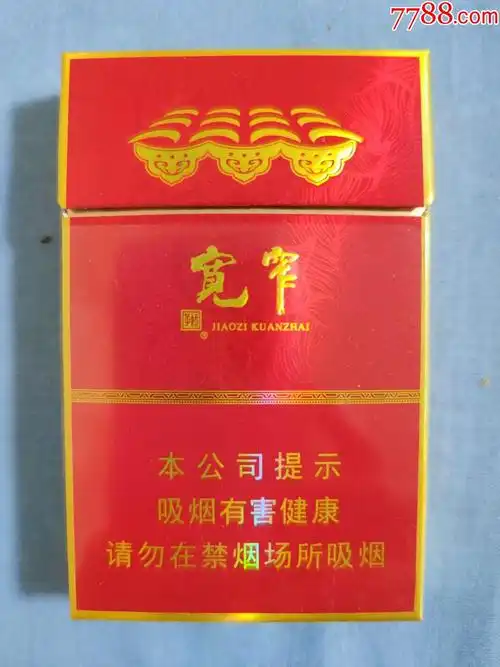 7788.com
宽窄
JIAOZI KUANZHAI
本公司提示
吸烟有害健康
请勿在禁烟场所吸烟